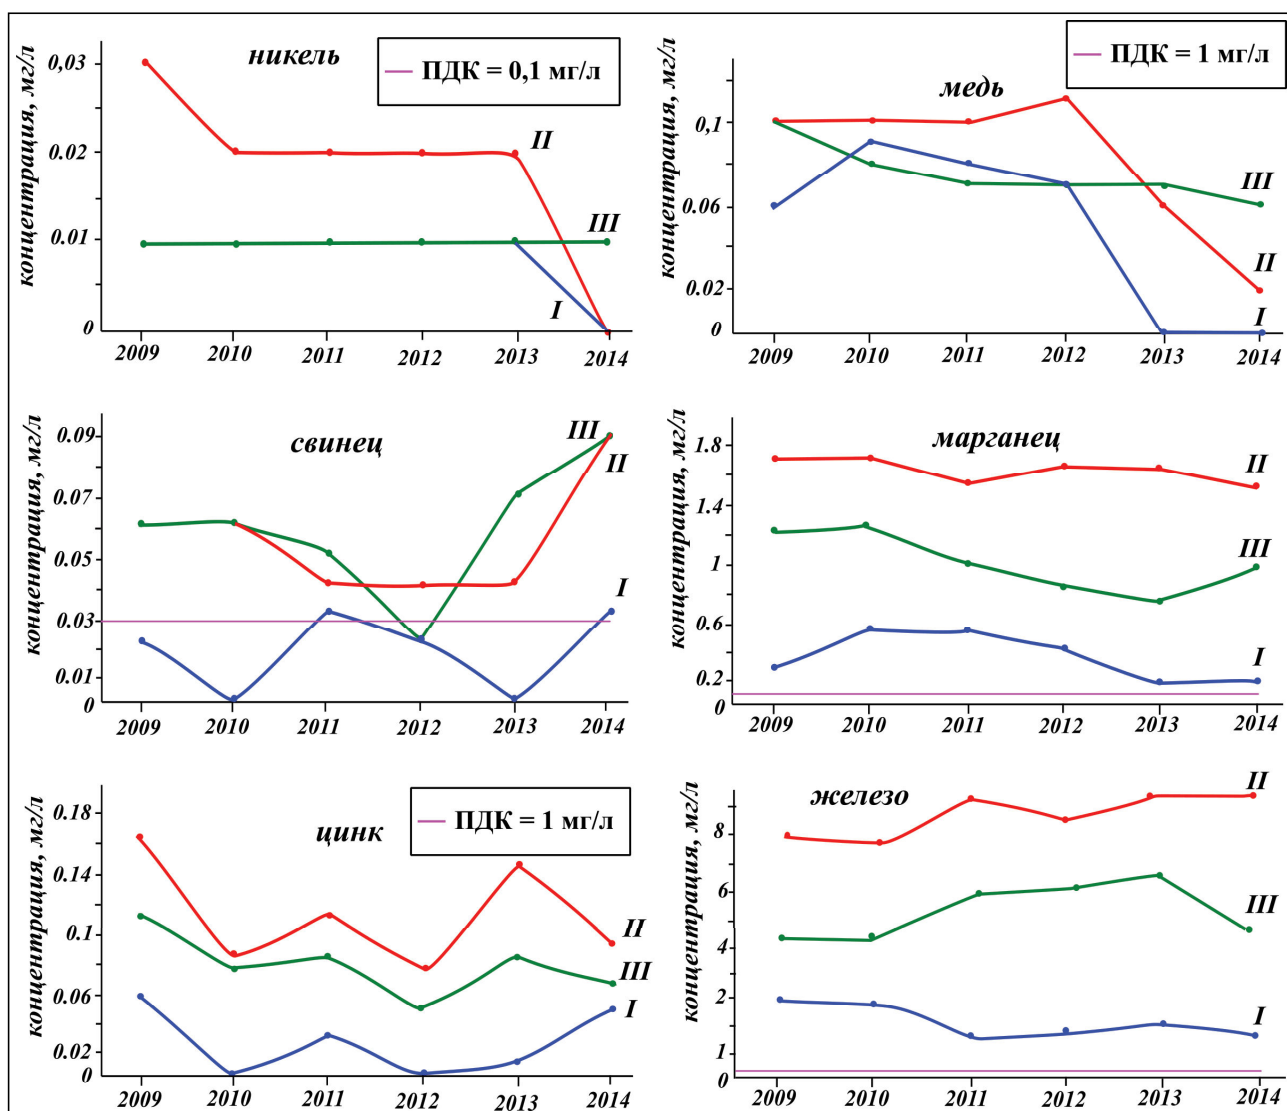 никель
ПДК = 0,1 мг/л
концентрация, мг/л
0,03
0.02
0.01
0
II
III
I
2009 2010 2011 2012 2013 2014
медь
ПДК = 1 мг/л
концентрация, мг/л
0,1
0.06
0.02
0
III
II
I
2009 2010 2011 2012 2013 2014
свинец
концентрация, мг/л
0.09
0.07
0.05
0.03
0.01
0
III
II
I
2009 2010 2011 2012 2013 2014
марганец
концентрация, мг/л
1.8
1.4
1
0.6
0.2
0
II
III
I
2009 2010 2011 2012 2013 2014
цинк
ПДК = 1 мг/л
концентрация, мг/л
0.18
0.14
0.1
0.06
0.02
0
II
III
I
2009 2010 2011 2012 2013 2014
железо
концентрация, мг/л
8
6
4
2
1
0
II
III
I
2009 2010 2011 2012 2013 2014